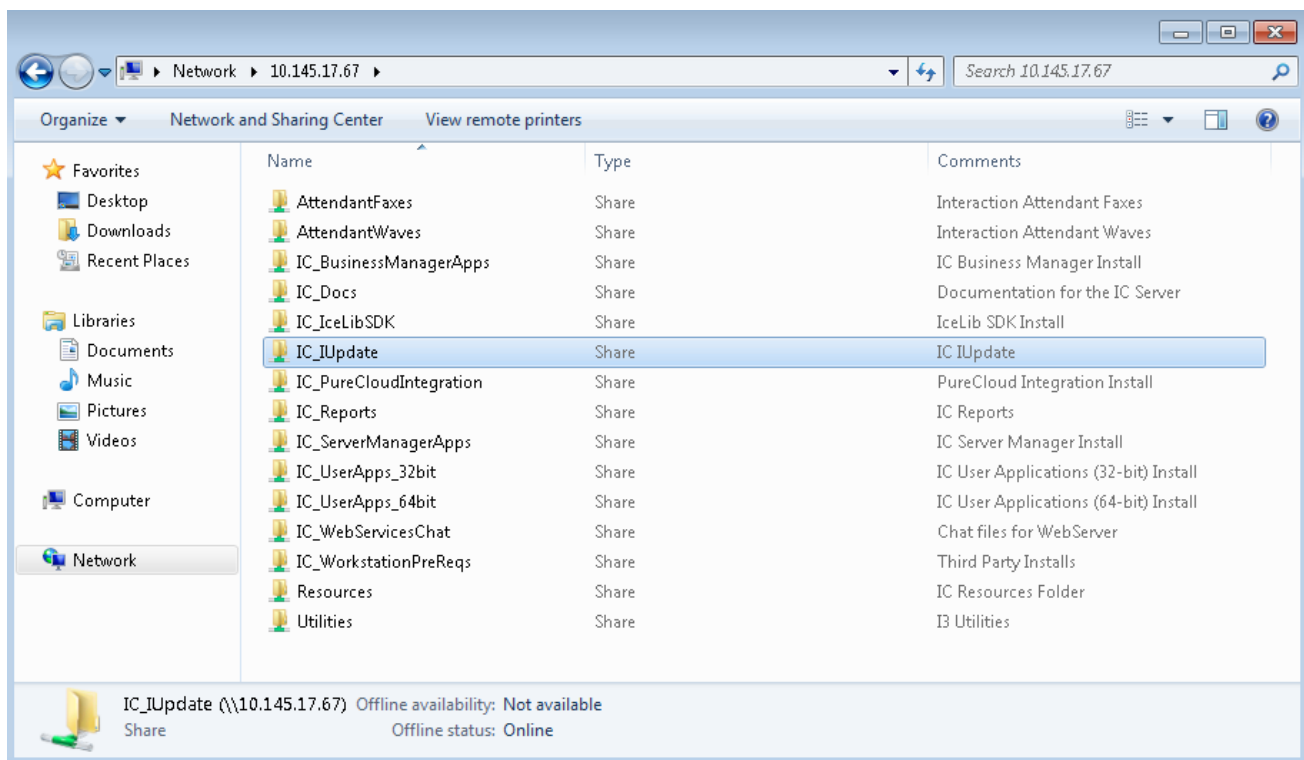 Network 10.145.17.67 Search 10.145.17.67
Organize Network and Sharing Center View remote printers
Favorites
Desktop
Downloads
Recent Places
Libraries
Documents
Music
Pictures
Videos
Computer
Network
Name Type Comments
AttendantFaxes Share Interaction Attendant Faxes
AttendantWaves Share Interaction Attendant Waves
IC_BusinessManagerApps Share IC Business Manager Install
IC_Docs Share Documentation for the IC Server
IC_IceLibSDK Share IceLib SDK Install
IC_IUpdate Share IC IUpdate
IC_PureCloudIntegration Share PureCloud Integration Install
IC_Reports Share IC Reports
IC_ServerManagerApps Share IC Server Manager Install
IC_UserApps_32bit Share IC User Applications (32-bit) Install
IC_UserApps_64bit Share IC User Applications (64-bit) Install
IC_WebServicesChat Share Chat files for WebServer
IC_WorkstationPreReqs Share Third Party Installs
Resources Share IC Resources Folder
Utilities Share I3 Utilities
IC_IUpdate (\\10.145.17.67) Offline availability: Not available
Share Offline status: Online